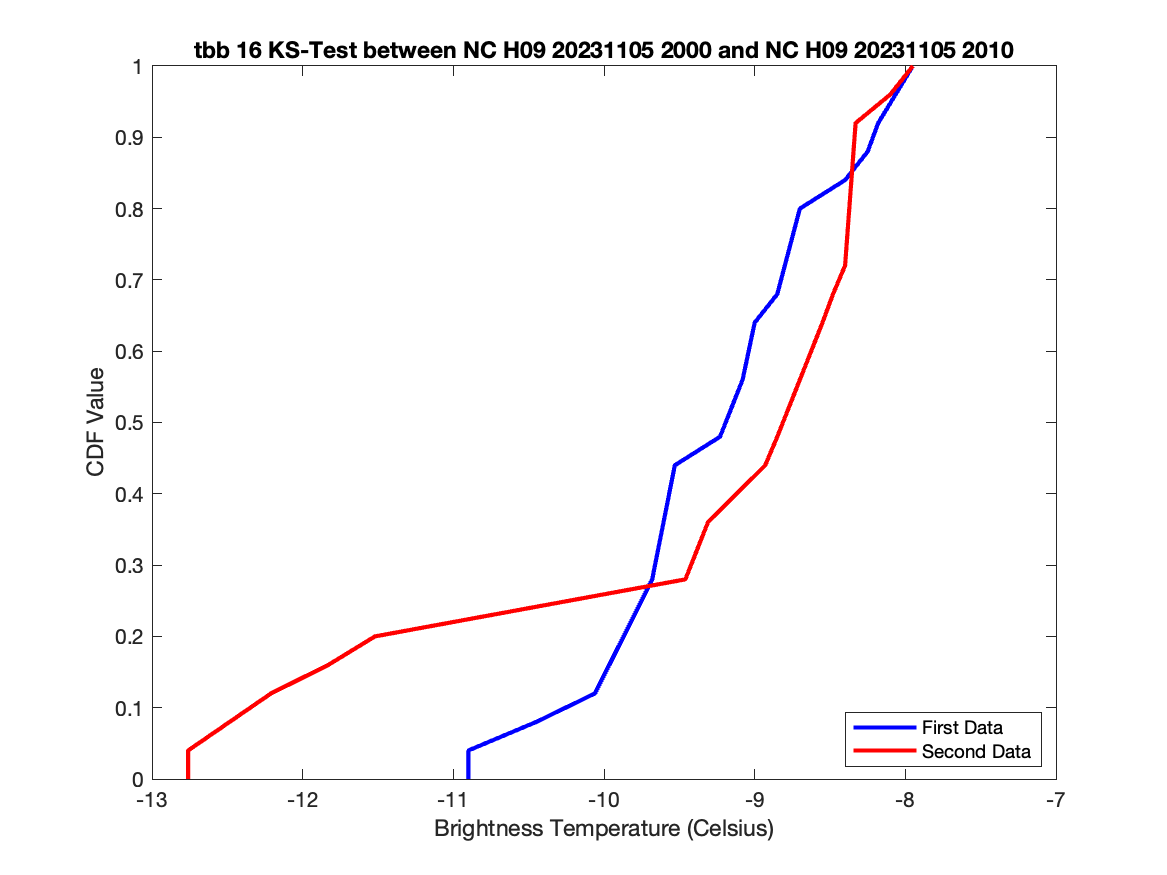 tbb 16 KS-Test between NC H09 20231105 2000 and NC H09 20231105 2010
1
0.9
0.8
0.7
0.6
0.5
0.4
0.3
0.2
0.1
0
CDF Value
First Data
Second Data
-13 -12 -11 -10 -9 -8 -7
Brightness Temperature (Celsius)